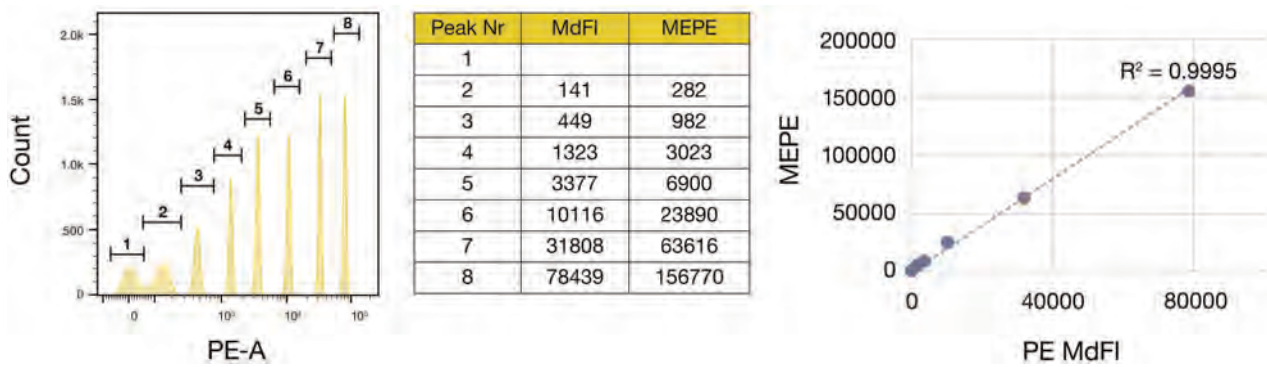 Count
2.0k
1.5k
1.0k
500
0
1
2
3
4
5
6
7
8
0 10³ 10⁴ 10⁵
PE-A
Peak Nr MdFI MEPE
1
2 141 282
3 449 982
4 1323 3023
5 3377 6900
6 10116 23890
7 31808 63616
8 78439 156770
MEPE
200000
150000
100000
50000
0
R² = 0.9995
0 40000 80000
PE MdFI